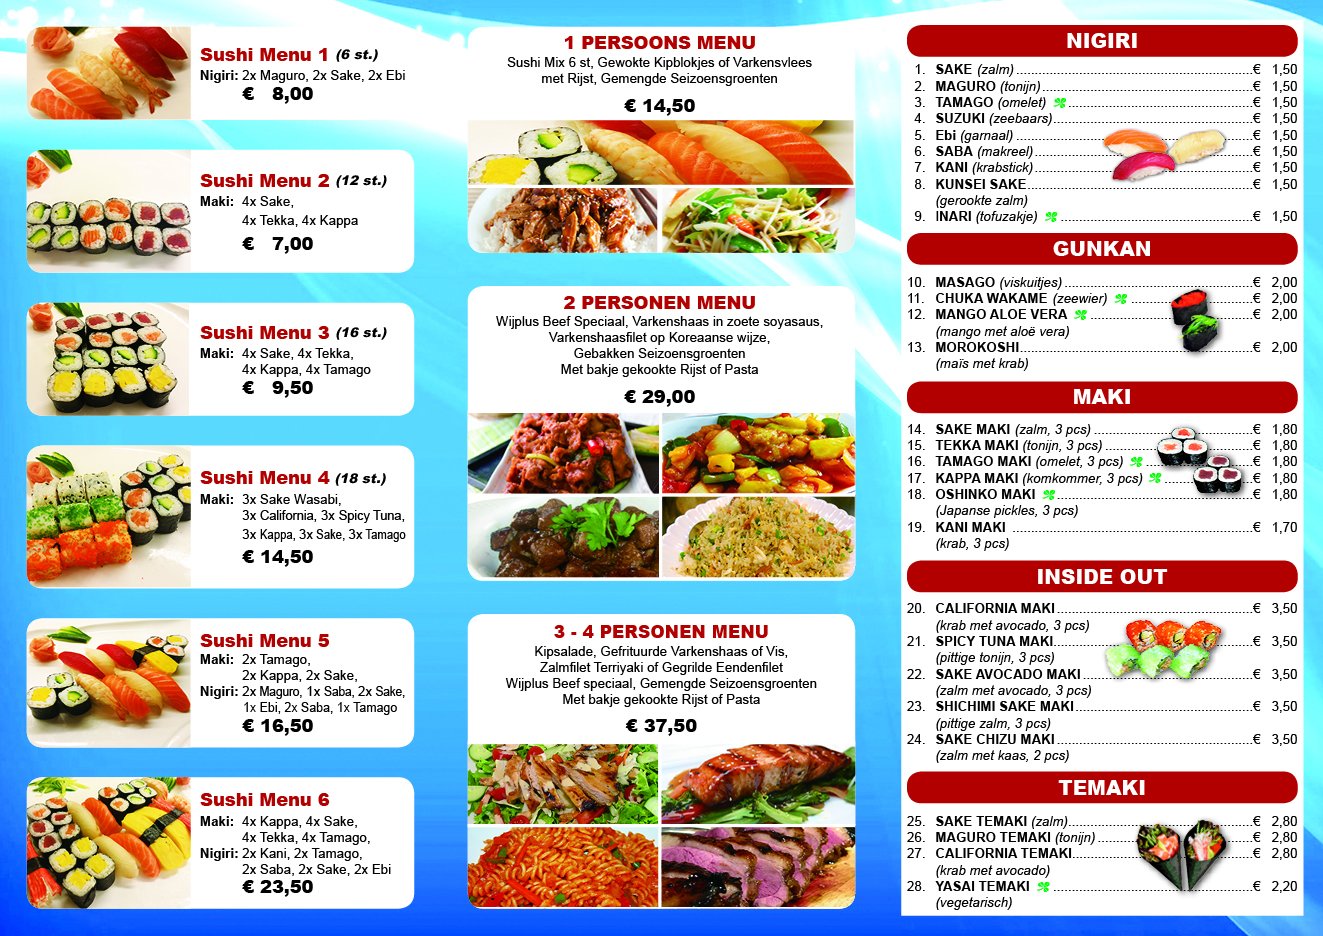 Sushi Menu 1 (6 st.)
Nigiri: 2x Maguro, 2x Sake, 2x Ebi
€ 8,00
Sushi Menu 2 (12 st.)
Maki: 4x Sake,
4x Tekka, 4x Kappa
€ 7,00
Sushi Menu 3 (16 st.)
Maki: 4x Sake, 4x Tekka,
4x Kappa, 4x Tamago
€ 9,50
Sushi Menu 4 (18 st.)
Maki: 3x Sake Wasabi,
3x California, 3x Spicy Tuna,
3x Kappa, 3x Sake, 3x Tamago
€ 14,50
Sushi Menu 5
Maki: 2x Tamago,
2x Kappa, 2x Sake,
Nigiri: 2x Maguro, 1x Saba, 2x Sake,
1x Ebi, 2x Saba, 1x Tamago
€ 16,50
Sushi Menu 6
Maki: 4x Kappa, 4x Sake,
4x Tekka, 4x Tamago,
Nigiri: 2x Kani, 2x Tamago,
2x Saba, 2x Sake, 2x Ebi
€ 23,50
1 PERSOONS MENU
Sushi Mix 6 st, Gewokte Kipblokjes of Varkensvlees
met Rijst, Gemengde Seizoensgroenten
€ 14,50
2 PERSONEN MENU
Wijplus Beef Speciaal, Varkenshaas in zoete soyasaus,
Varkenshaasfilet op Koreaanse wijze,
Gebakken Seizoensgroenten
Met bakje gekookte Rijst of Pasta
€ 29,00
3 - 4 PERSONEN MENU
Kipsalade, Gefrituurde Varkenshaas of Vis,
Zalmfilet Terriyaki of Gegrilde Eendenfilet
Wijplus Beef speciaal, Gemengde Seizoensgroenten
Met bakje gekookte Rijst of Pasta
€ 37,50
NIGIRI
1. SAKE (zalm) € 1,50
2. MAGURO (tonijn) € 1,50
3. TAMAGO (omelet) € 1,50
4. SUZUKI (zeebaars) € 1,50
5. Ebi (garnaal) € 1,50
6. SABA (makreel) € 1,50
7. KANI (krabstick) € 1,50
8. KUNSEI SAKE € 1,50
(gerookte zalm)
9. INARI (tofuzakje) € 1,50
GUNKAN
10. MASAGO (viskuitjes) € 2,00
11. CHUKA WAKAME (zeewier) € 2,00
12. MANGO ALOE VERA € 2,00
(mango met aloë vera)
13. MOROKOSHI € 2,00
(maïs met krab)
MAKI
14. SAKE MAKI (zalm, 3 pcs) € 1,80
15. TEKKA MAKI (tonijn, 3 pcs) € 1,80
16. TAMAGO MAKI (omelet, 3 pcs) € 1,80
17. KAPPA MAKI (komkommer, 3 pcs) € 1,80
18. OSHINKO MAKI € 1,80
(Japanse pickles, 3 pcs)
19. KANI MAKI € 1,70
(krab, 3 pcs)
INSIDE OUT
20. CALIFORNIA MAKI € 3,50
(krab met avocado, 3 pcs)
21. SPICY TUNA MAKI € 3,50
(pittige tonijn, 3 pcs)
22. SAKE AVOCADO MAKI € 3,50
(zalm met avocado, 3 pcs)
23. SHICHIMI SAKE MAKI € 3,50
(pittige zalm, 3 pcs)
24. SAKE CHIZU MAKI € 3,50
(zalm met kaas, 2 pcs)
TEMAKI
25. SAKE TEMAKI (zalm) € 2,80
26. MAGURO TEMAKI (tonijn) € 2,80
27. CALIFORNIA TEMAKI € 2,80
(krab met avocado)
28. YASAI TEMAKI € 2,20
(vegetarisch)